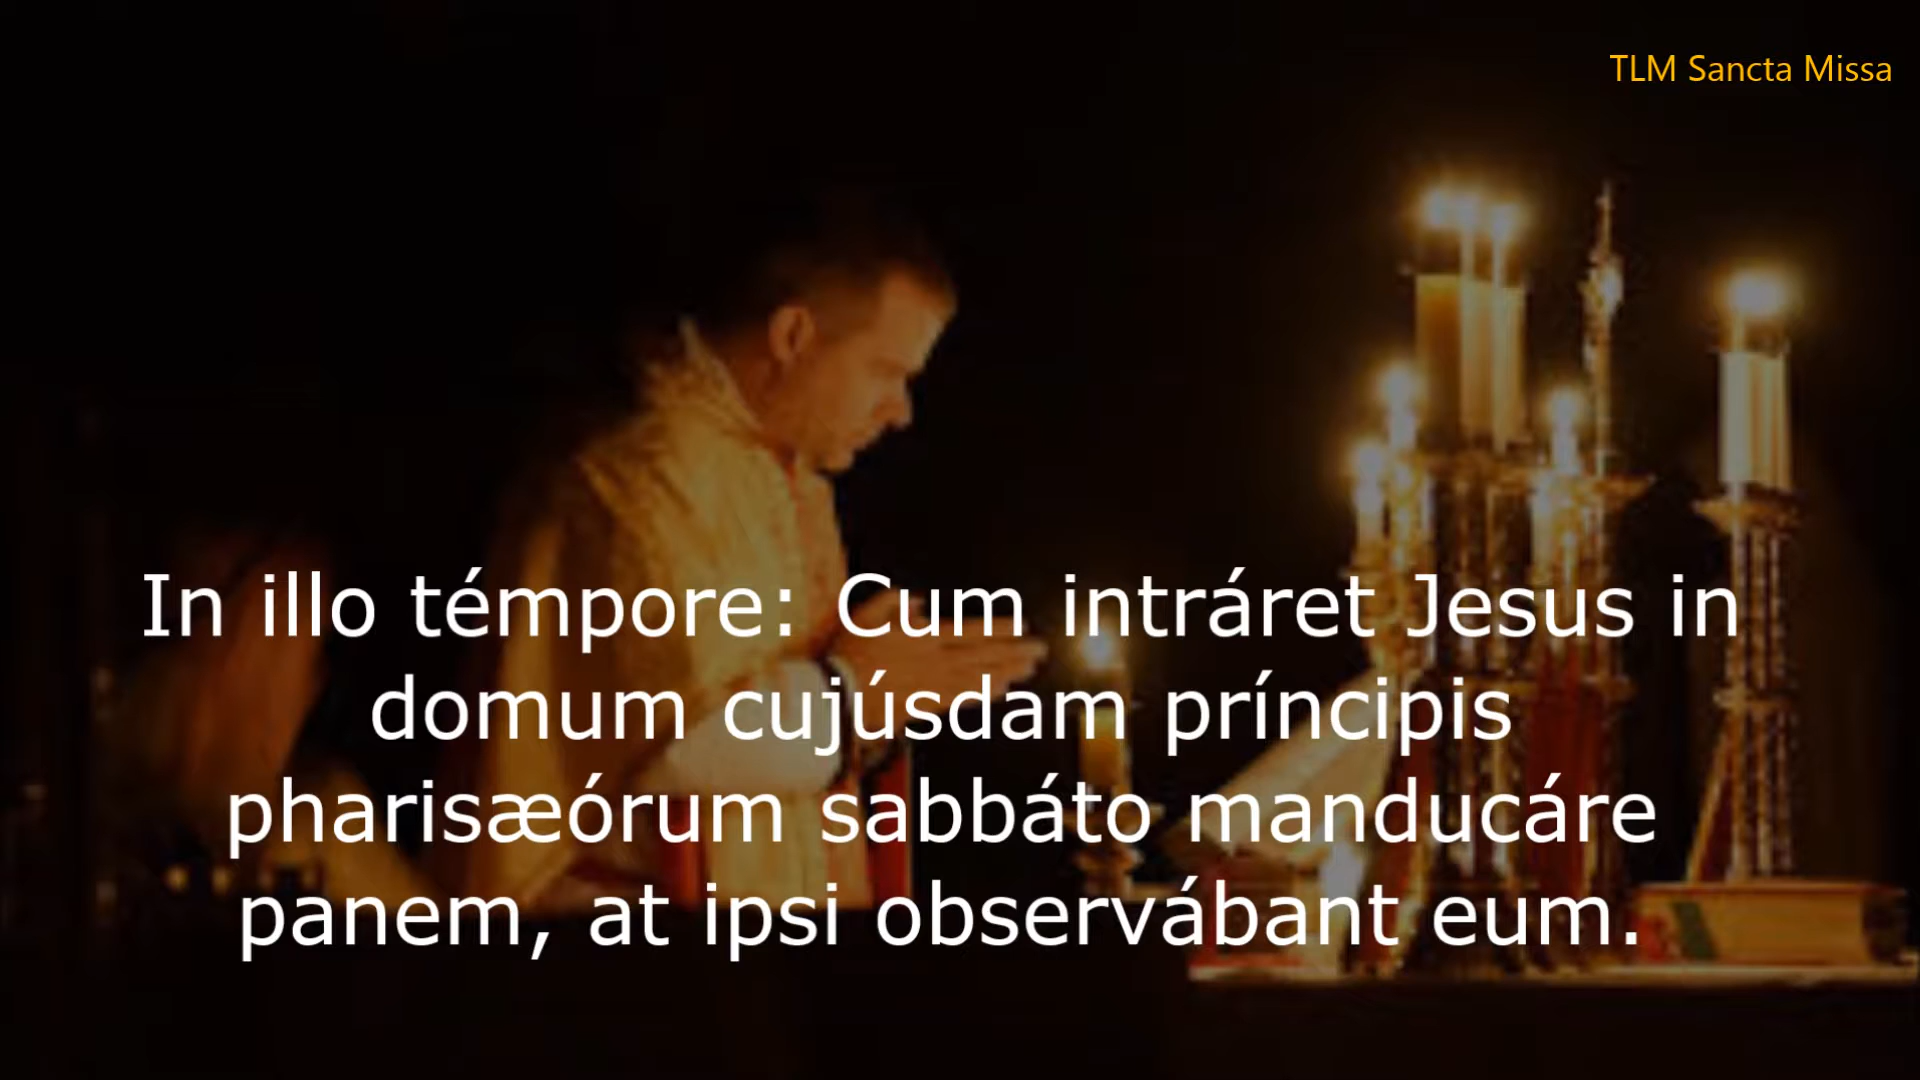 TLM Sancta Missa
In illo témpore: Cum intráret Jesus in
domum cujúsdam príncipis
pharisæórum sabbáto manducáre
panem, at ipsi observábant eum.